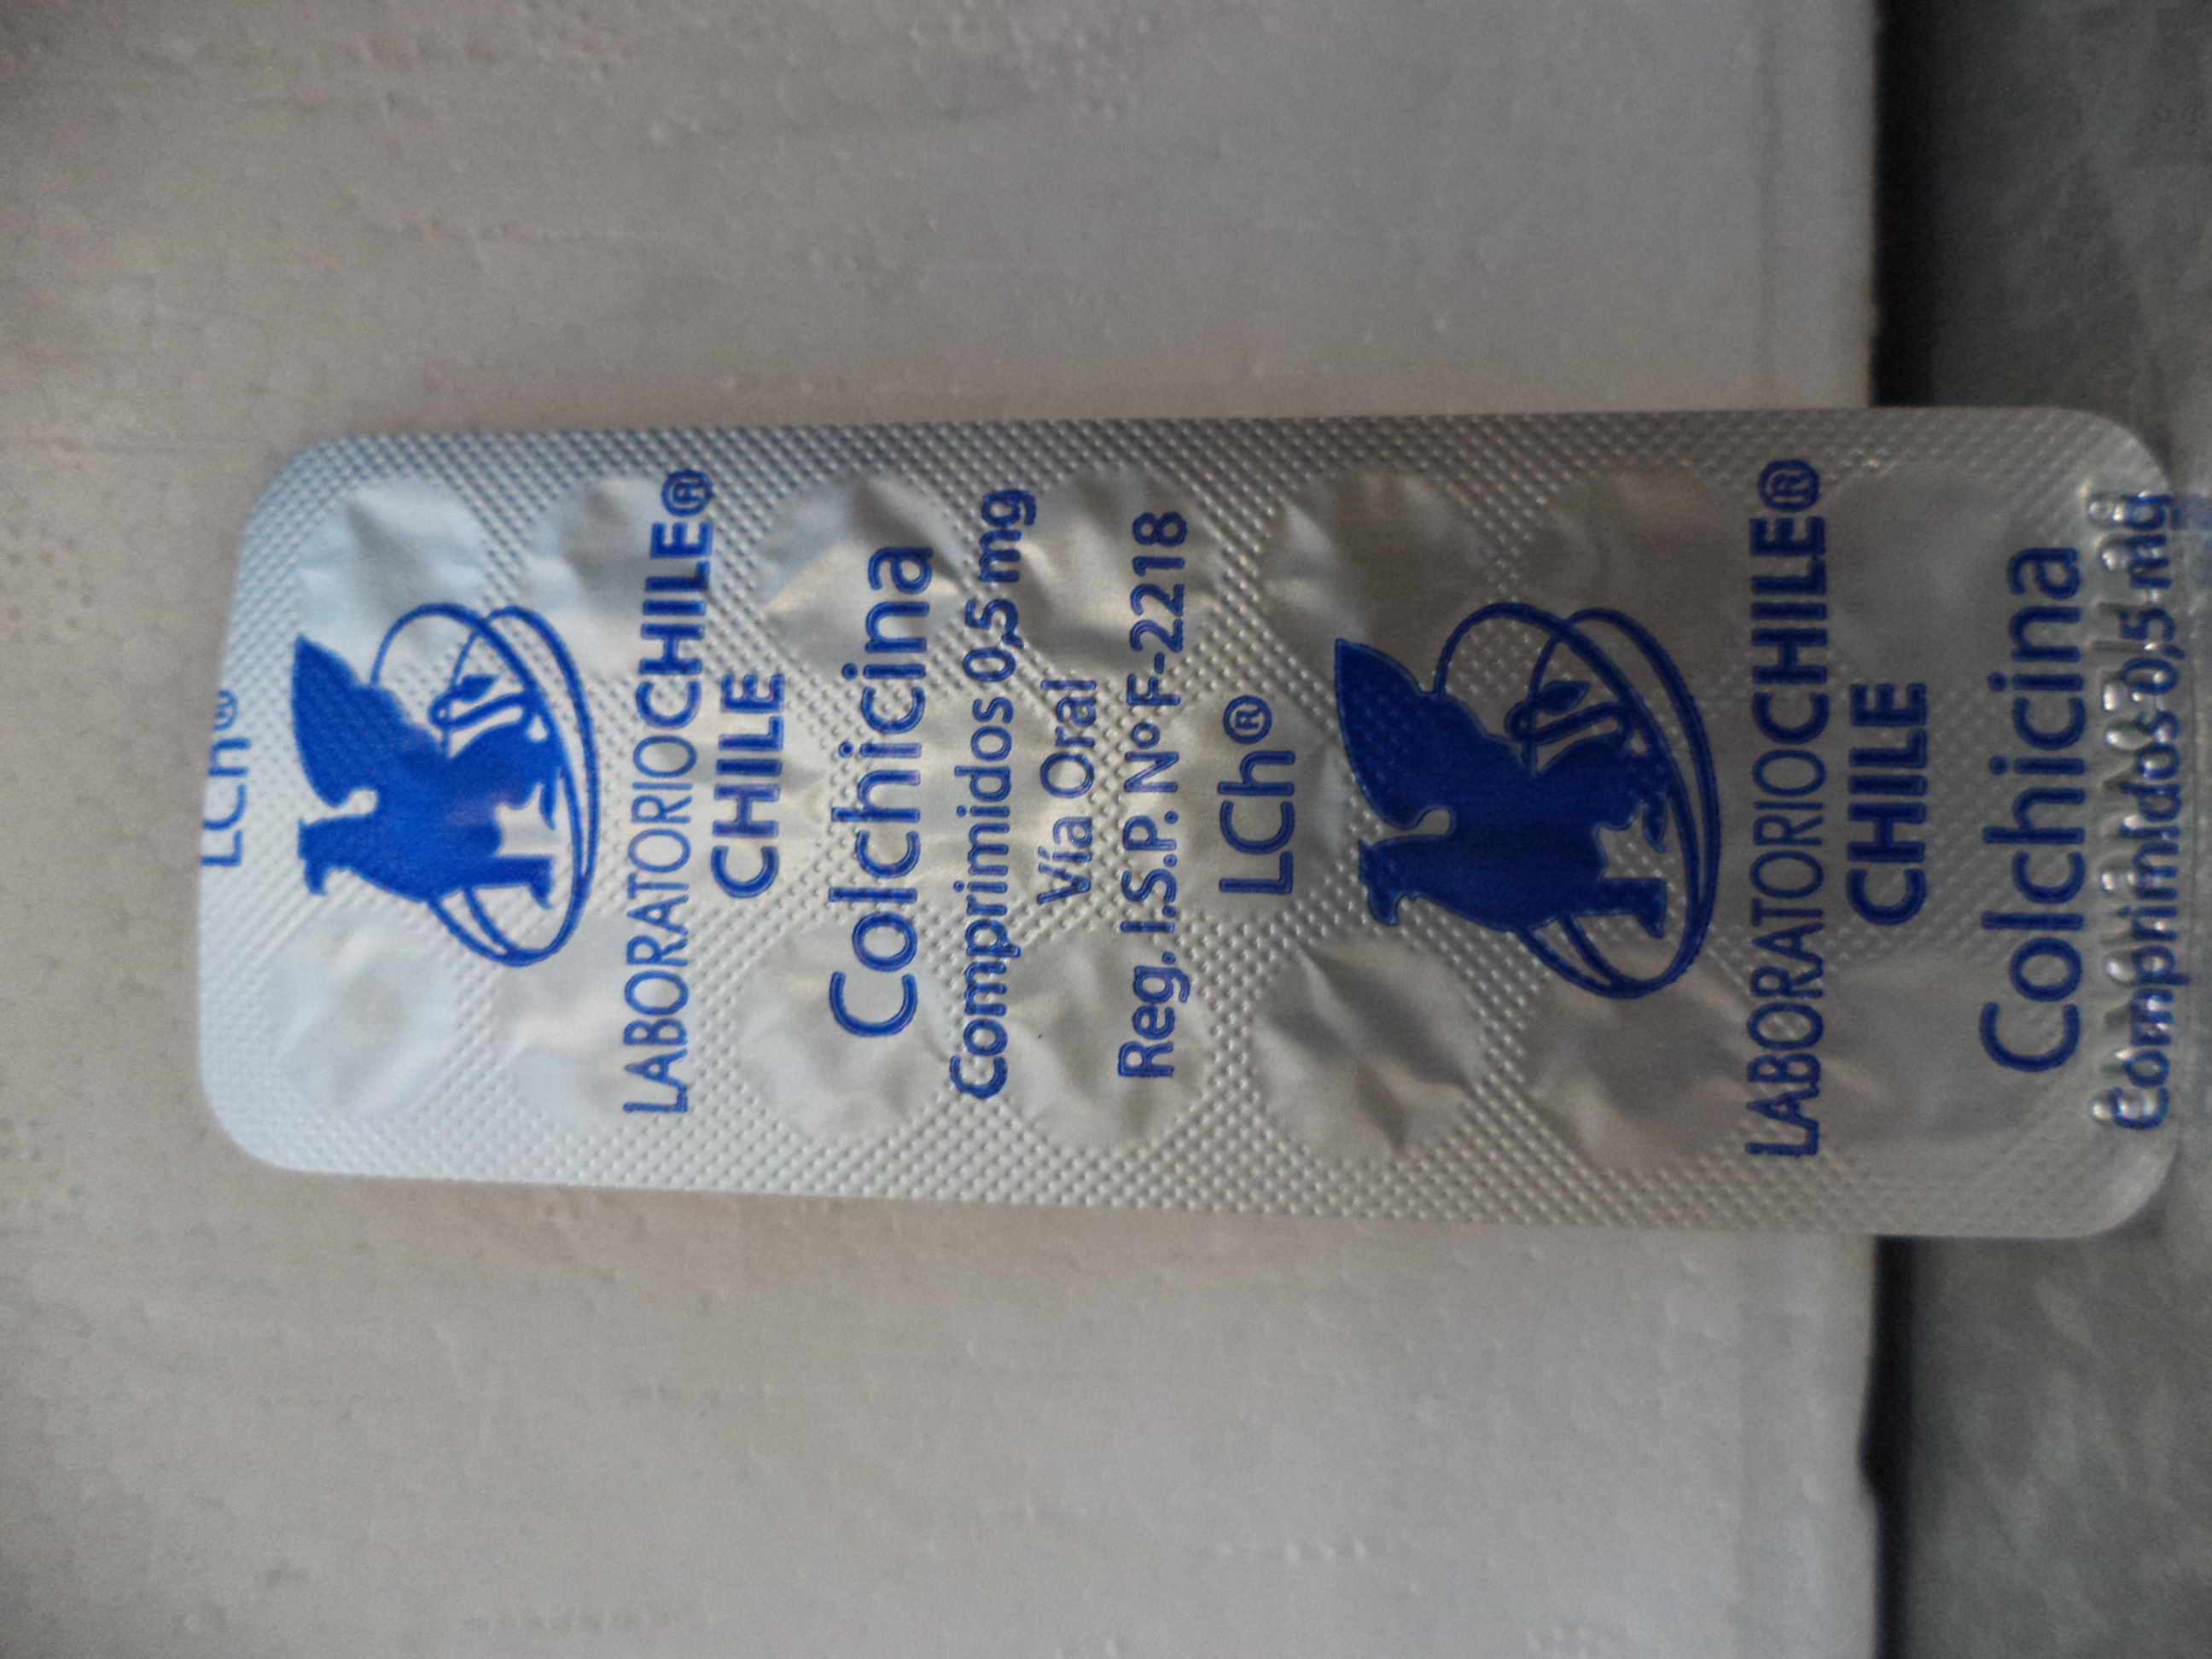 LCh®
LABORATORIOCHILE®
CHILE
Colchicina
Comprimidos 0,5 mg
Vía Oral
Reg. I.S.P. Nº F-2218
LCh®
LABORATORIOCHILE®
CHILE
Colchicina
Comprimidos 0,5 mg